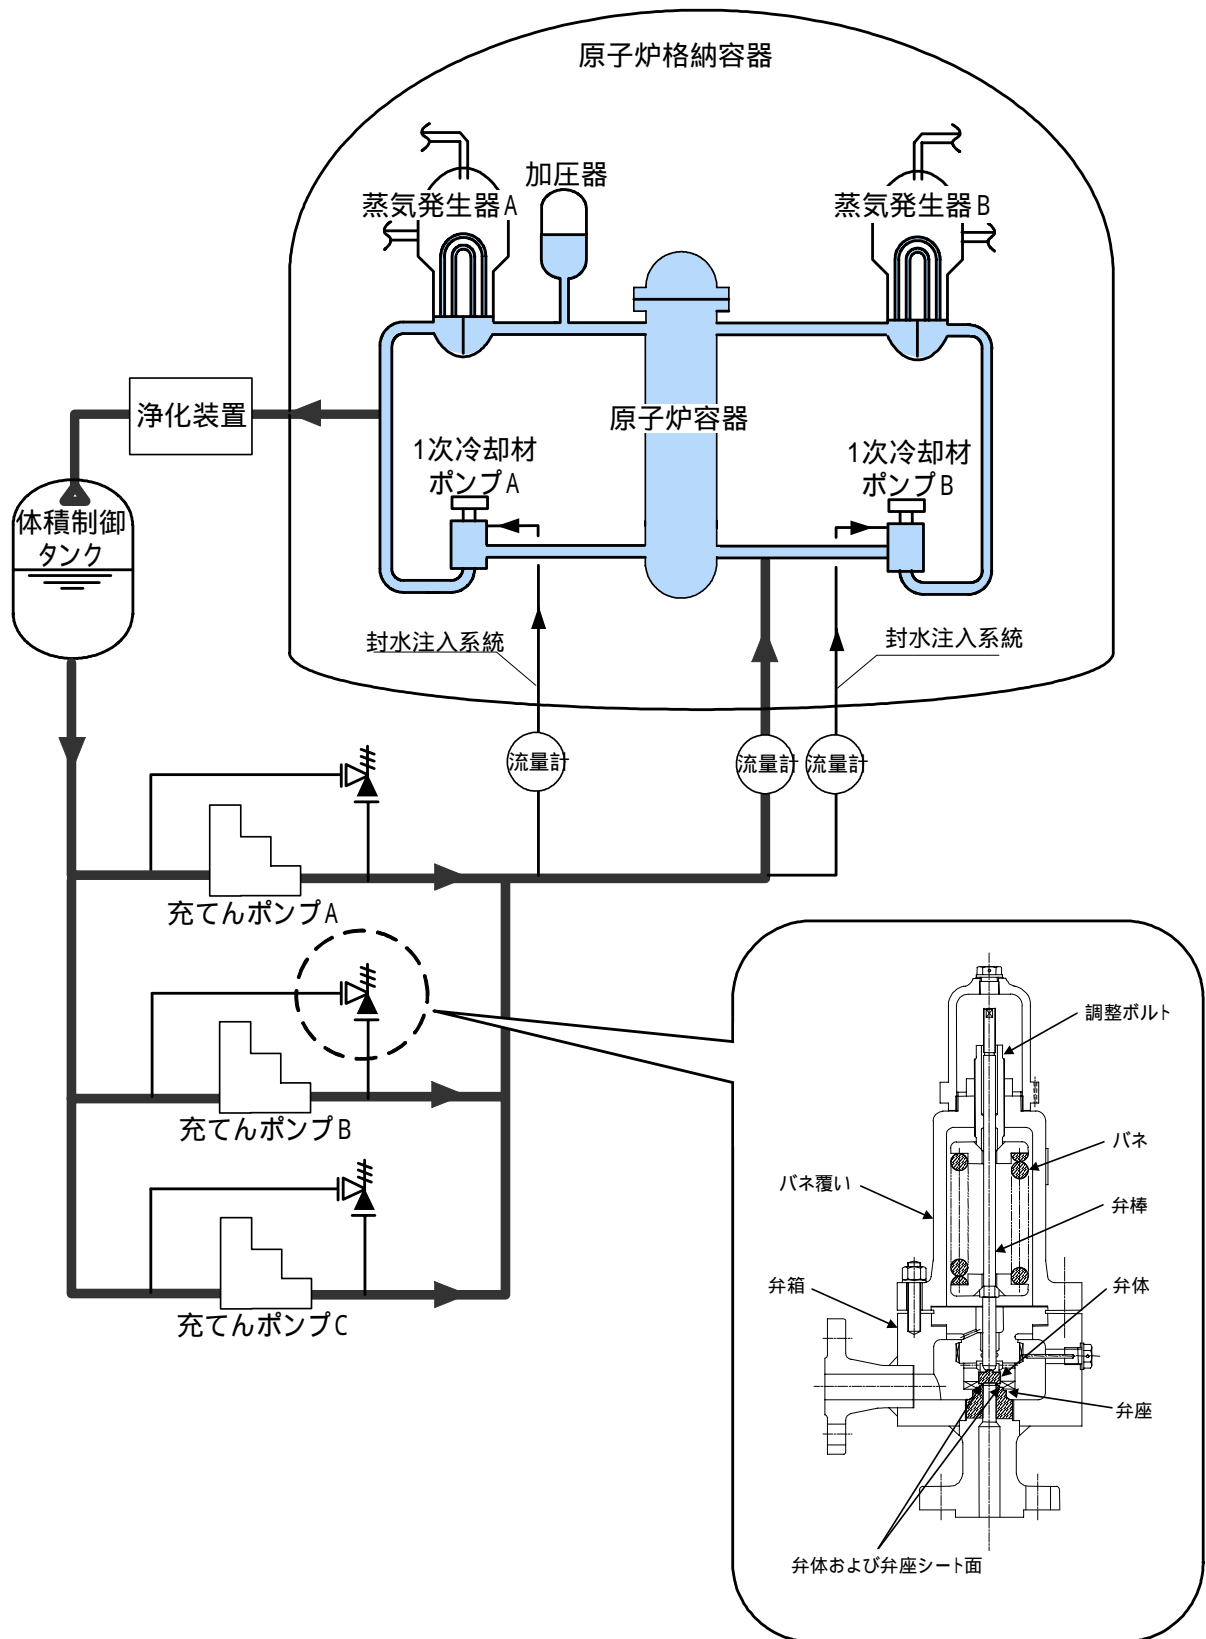 原子炉格納容器
加圧器
蒸気発生器A
蒸気発生器B
浄化装置
原子炉容器
1次冷却材
ポンプA
1次冷却材
ポンプB
体積制御
タンク
封水注入系統
封水注入系統
流量計
流量計
流量計
充てんポンプA
充てんポンプB
充てんポンプC
調整ボルト
バネ
バネ覆い
弁棒
弁箱
弁体
弁座
弁体および弁座シート面